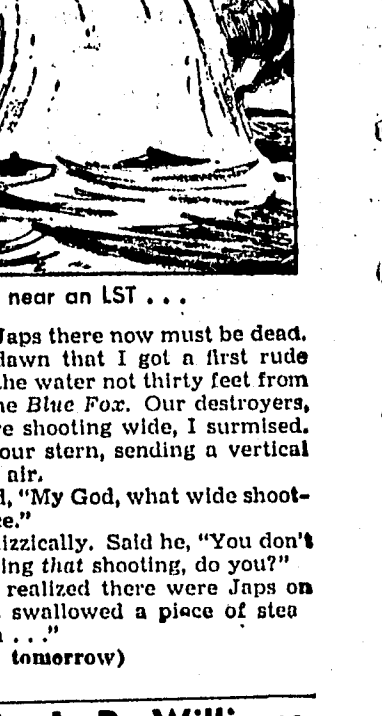 near an LST . . .
Japs there now must be dead.
dawn that I got a first rude
the water not thirty feet from
he Blue Fox. Our destroyers,
re shooting wide, I surmised.
our stern, sending a vertical
air.
d, "My God, what wide shoot-
ce."
izzically. Said he, "You don't
ing that shooting, do you?"
realized there were Japs on
swallowed a piece of stea
. . ."
tomorrow)